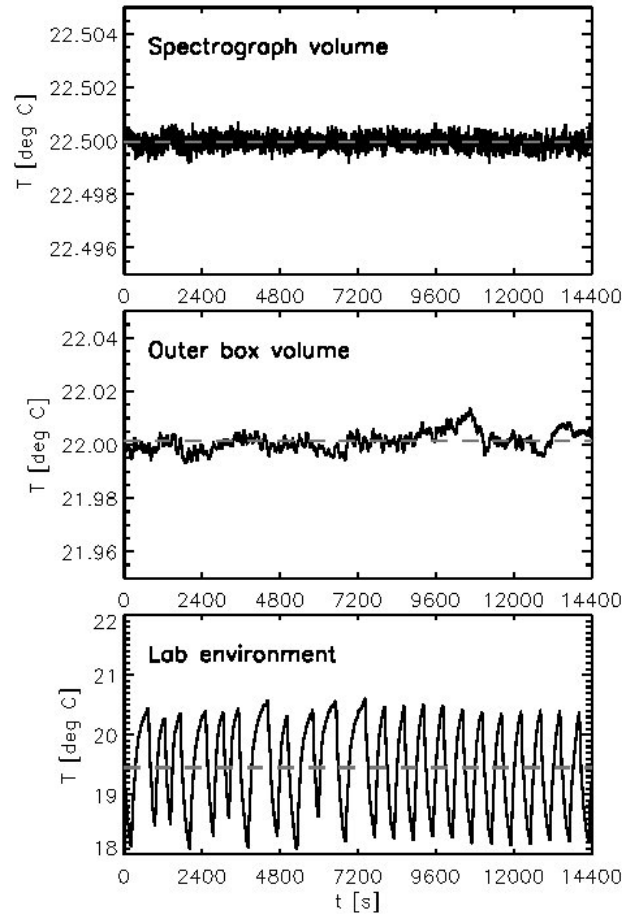 22.504
Spectrograph volume
22.502
22.500
22.498
22.496
T [deg C]
0 2400 4800 7200 9600 12000 14400
22.04
Outer box volume
22.02
22.00
21.98
21.96
T [deg C]
0 2400 4800 7200 9600 12000 14400
22
Lab environment
21
20
19
18
T [deg C]
0 2400 4800 7200 9600 12000 14400
t [s]